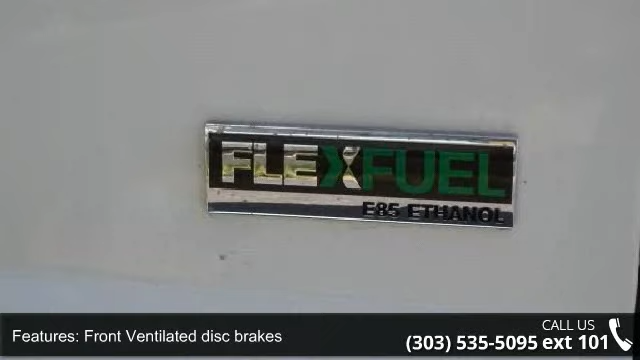 FLEXFUEL
E85 ETHANOL
Features: Front Ventilated disc brakes
CALL US
(303) 535-5095 ext 101